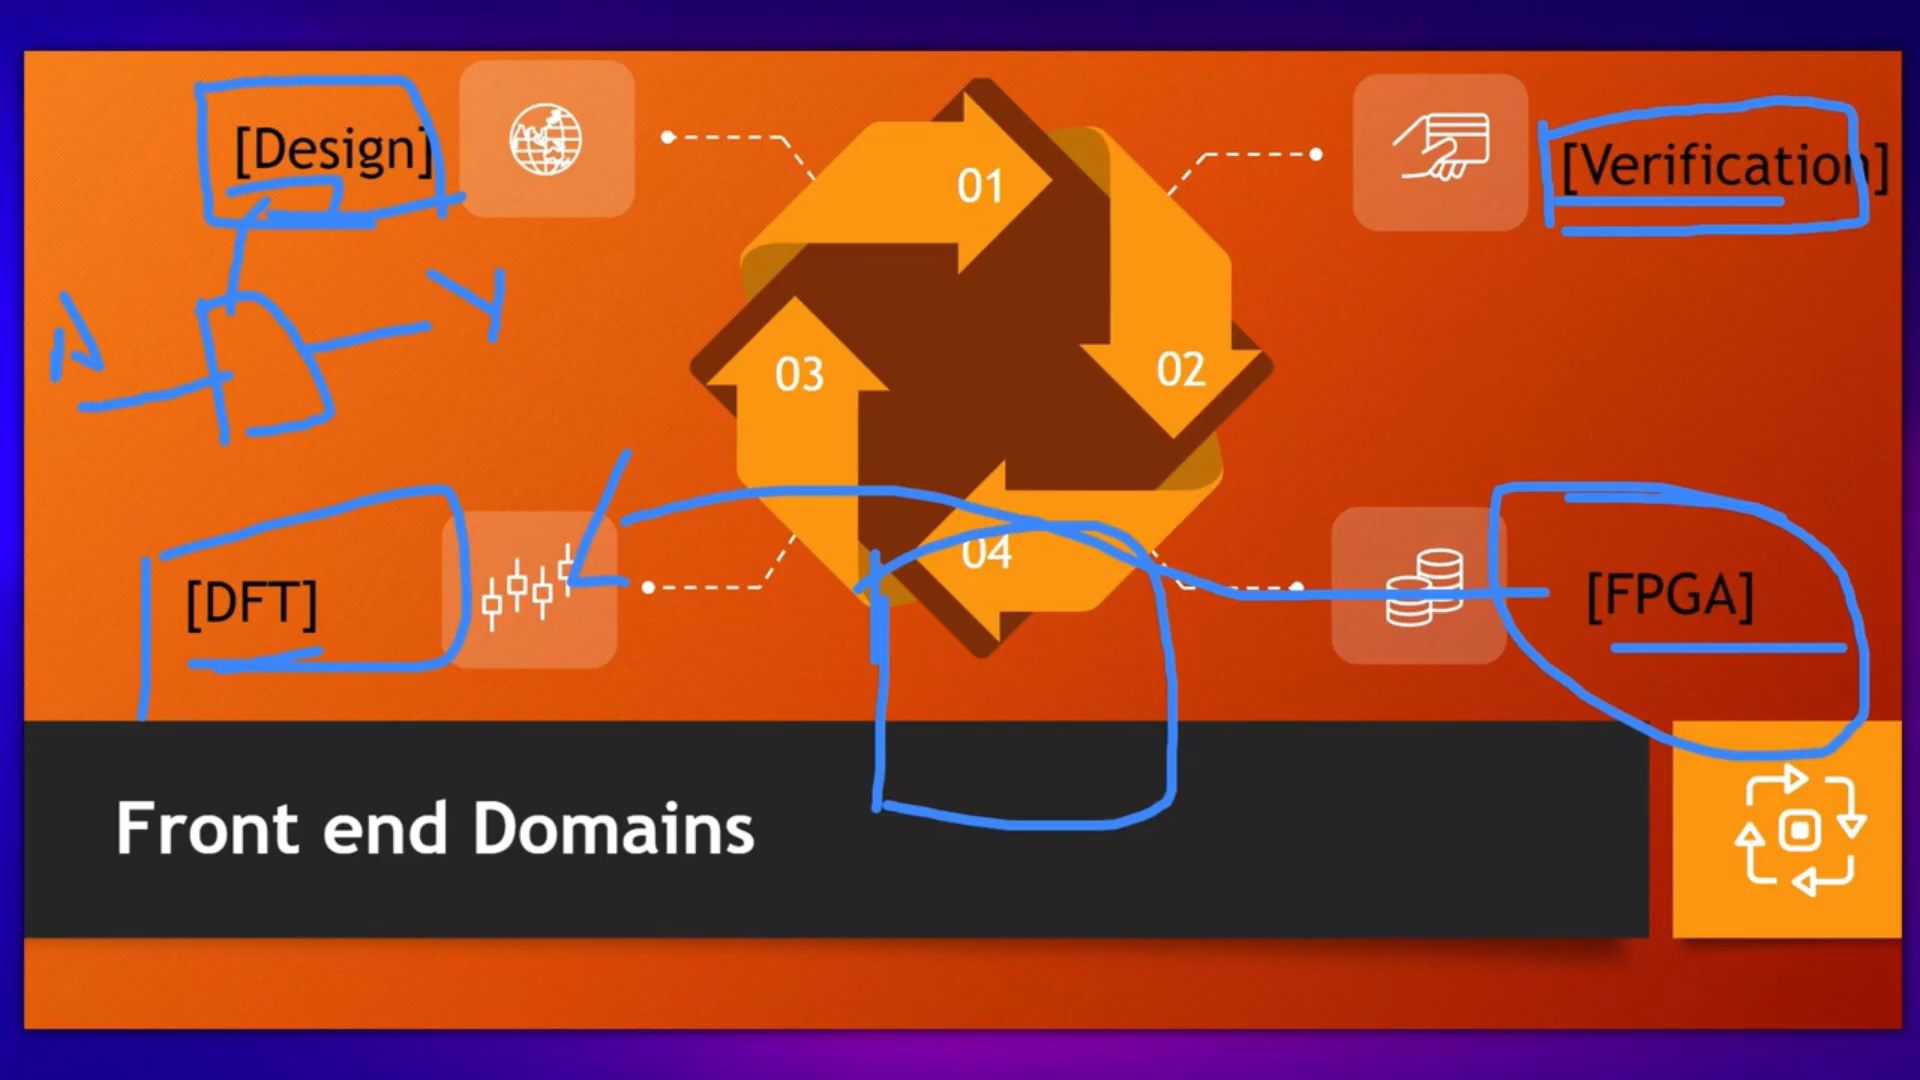 [Design]
01
[Verification]
02
03
A
Y
04
[DFT]
[FPGA]
Front end Domains